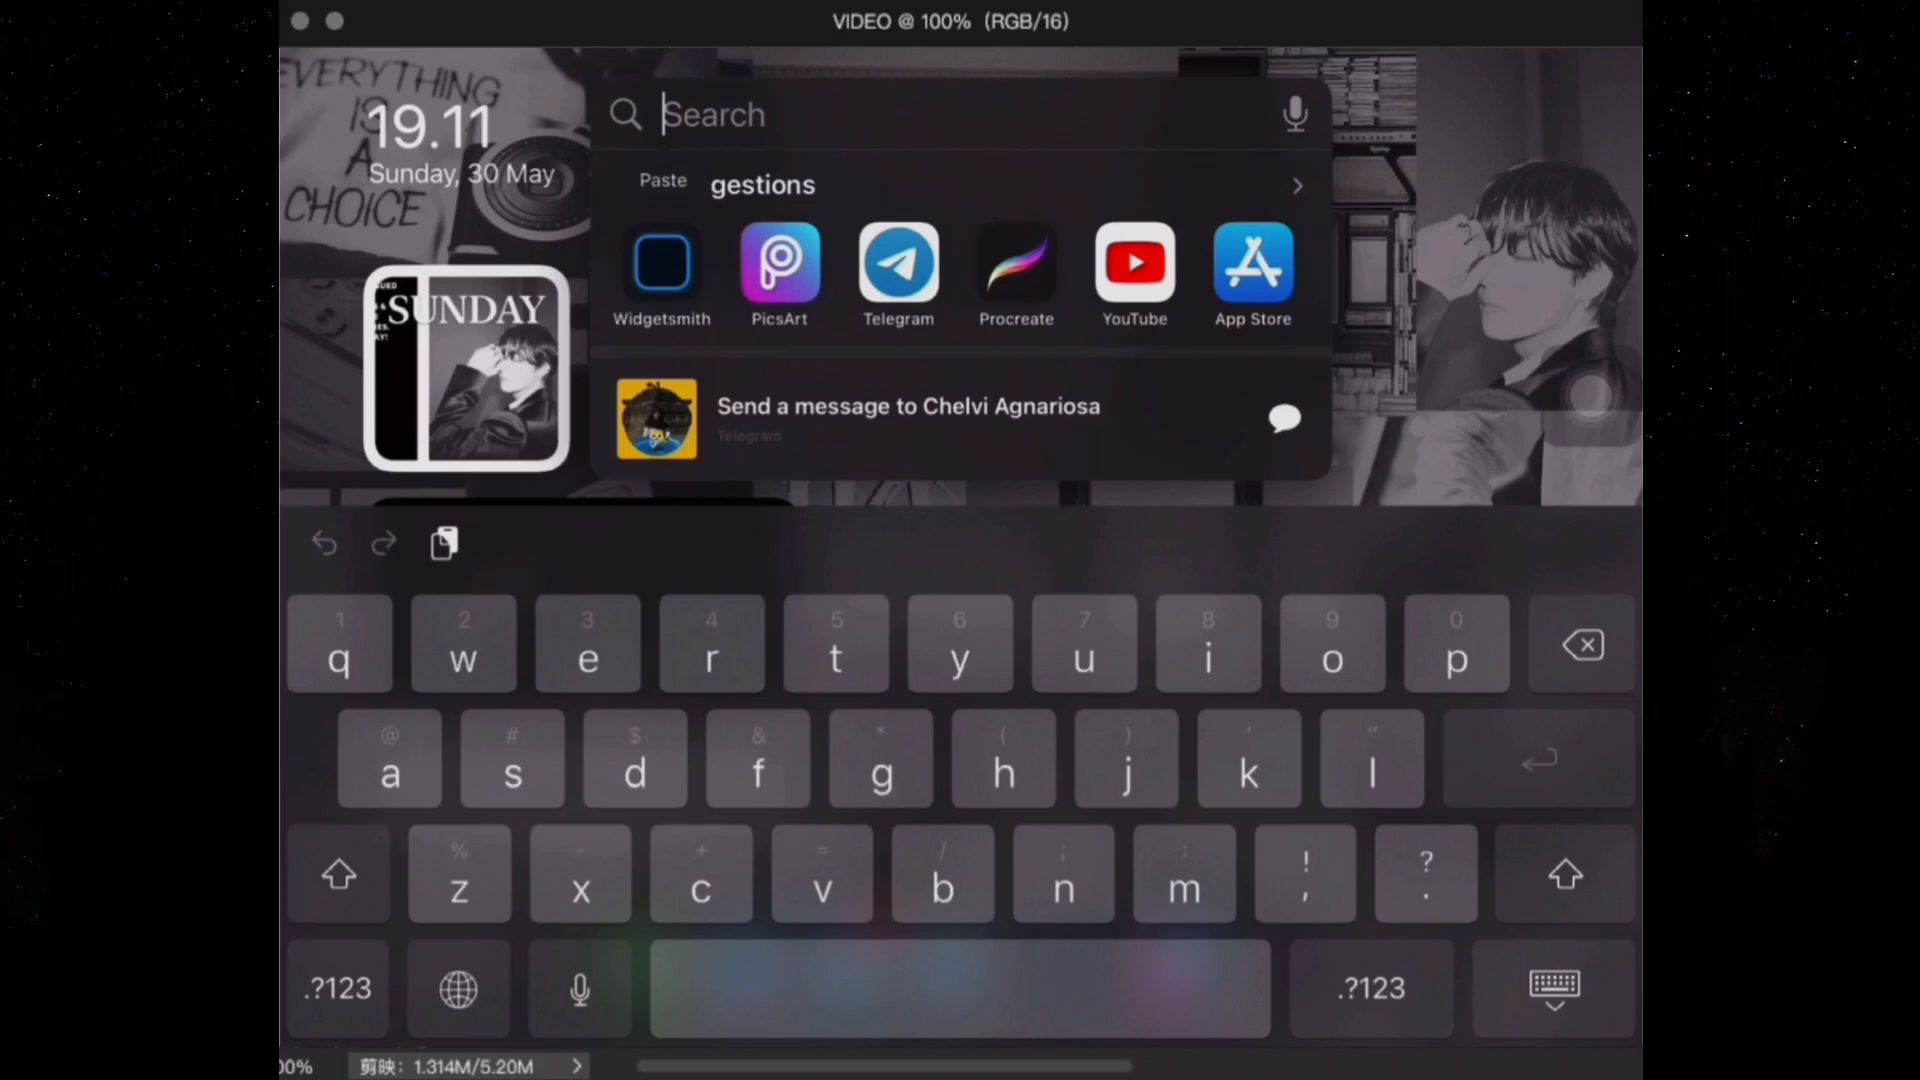 VIDEO @ 100% (RGB/16)
EVERYTHING
IS
A
CHOICE
19.11
Sunday, 30 May
Search
Paste
gestions
Widgetsmith
PicsArt
Telegram
Procreate
YouTube
App Store
SUNDAY
Send a message to Chelvi Agnariosa
Telegram
1 2 3 4 5 6 7 8 9 0
q w e r t y u i o p
@ # $ & * ( ) ' "
a s d f g h j k l
% - + = / ; : ! ?
z x c v b n m , .
.?123
.?123
00%
剪映: 1.314M/5.20M